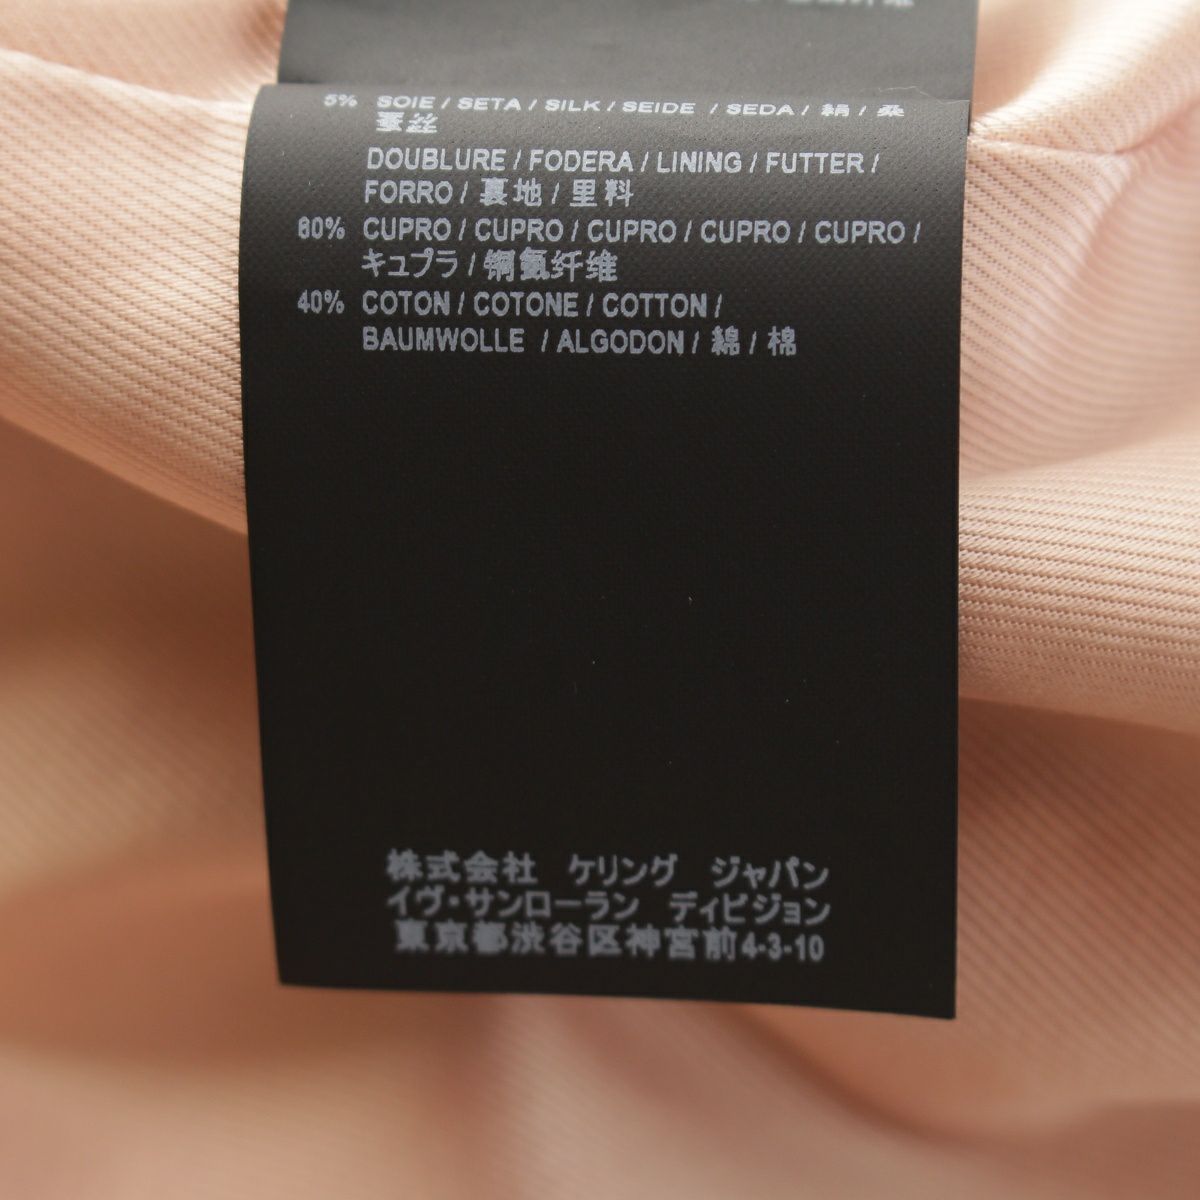 5% SOIE / SETA / SILK / SEIDE / SEDA / 絹 / 桑
蚕丝
DOUBLURE / FODERA / LINING / FUTTER /
FORRO / 裏地 / 里料
60% CUPRO / CUPRO / CUPRO / CUPRO / CUPRO /
キュプラ / 铜氨纤维
40% COTON / COTONE / COTTON /
BAUMWOLLE / ALGODON / 綿 / 棉
株式会社 ケリング ジャパン
イヴ・サンローラン ディビジョン
東京都渋谷区神宮前4-3-10